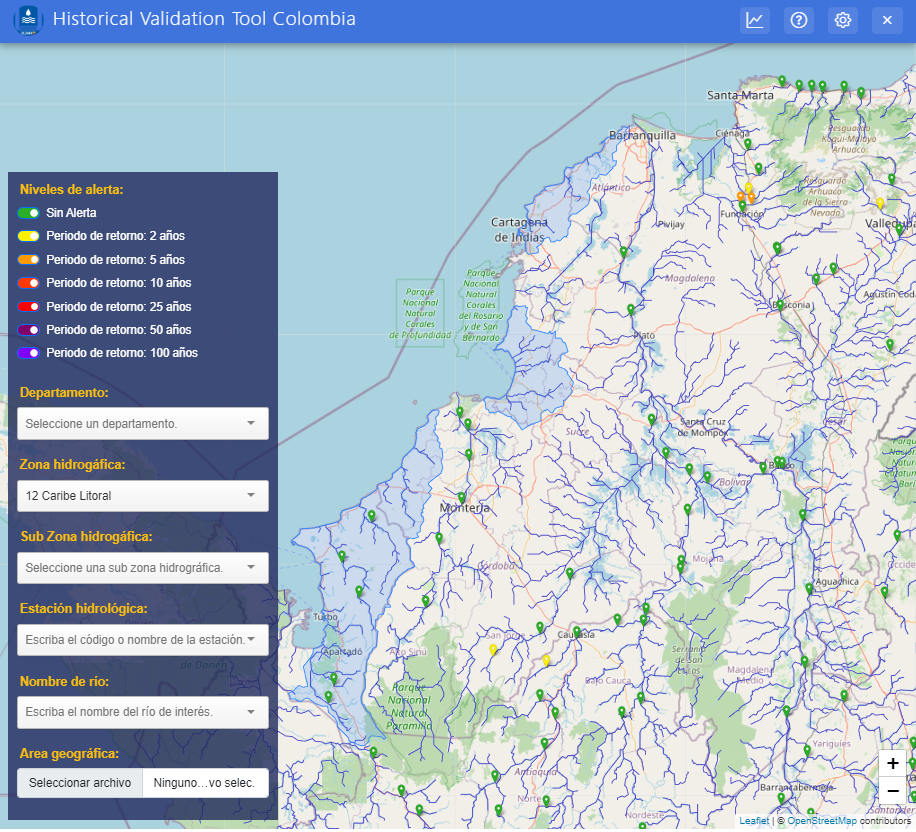 Historical Validation Tool Colombia
Niveles de alerta:
Sin Alerta
Periodo de retorno: 2 años
Periodo de retorno: 5 años
Periodo de retorno: 10 años
Periodo de retorno: 25 años
Periodo de retorno: 50 años
Periodo de retorno: 100 años
Departamento:
Seleccione un departamento.
Zona hidrogáfica:
12 Caribe Litoral
Sub Zona hidrogáfica:
Seleccione una sub zona hidrográfica.
Estación hidrológica:
Escriba el código o nombre de la estación.
Nombre de río:
Escriba el nombre del río de interés.
Area geográfica:
Seleccionar archivo
Ninguno…vo selec.
Santa Marta
Barranquilla
Ciénaga
Resguardo
Kogui-Malayo
Arhuaco
Atlántico
Resguardo
Arhuaco
de la Sierra
Nevada
Fundación
Cartagena
de Indias
Pivijay
Valledupar
Parque
Nacional
Natural
Corales
de Profundidad
Parque
Nacional
Natural
Corales
del Rosario
y de San
Bernardo
Magdalena
Agustín Cod
Bosconia
Plato
Sucre
Santa Cruz
de Mompox
Cesar
Bolívar
Montería
Córdoba
Mojana
Aguachica
Turbo
Apartadó
Alto Sinú
San Jorge
Caucasia
Serranía
de San
Lucas
Bajo Cauca
Magdalena
Medio
Parque
Nacional
Natural
Paramillo
Antioquia
Yariguíes
Barrancabermeja
Norte
Nordeste
Santander
de Darién
+
−
Leaflet | © OpenStreetMap contributors